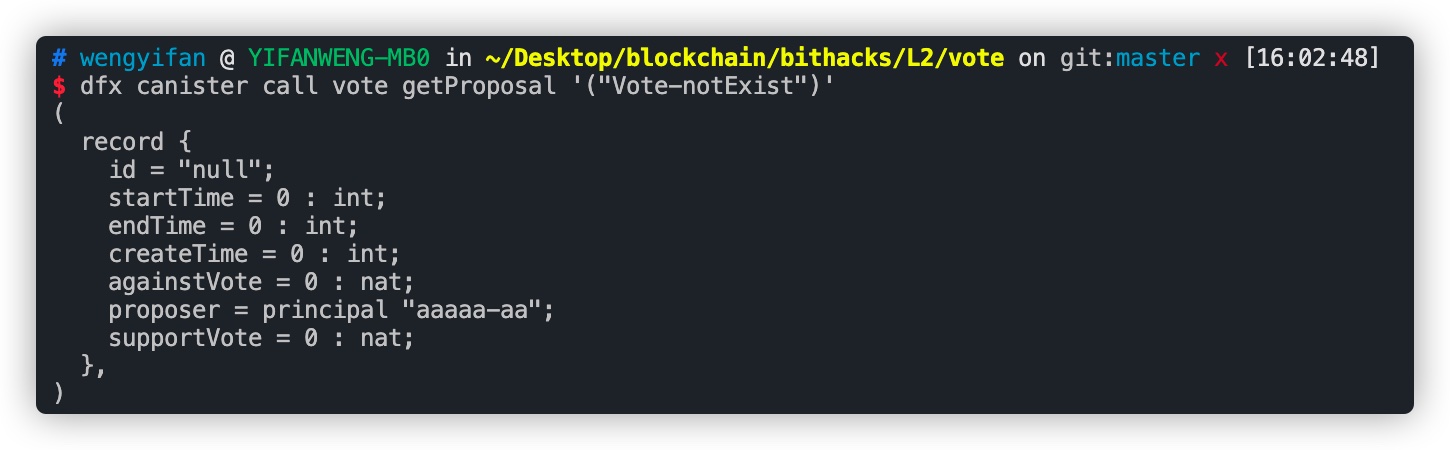 # wengyifan @ YIFANWENG-MB0 in ~/Desktop/blockchain/bithacks/L2/vote on git:master x [16:02:48]
$ dfx canister call vote getProposal '("Vote-notExist")'
(
  record {
    id = "null";
    startTime = 0 : int;
    endTime = 0 : int;
    createTime = 0 : int;
    againstVote = 0 : nat;
    proposer = principal "aaaaa-aa";
    supportVote = 0 : nat;
  },
)